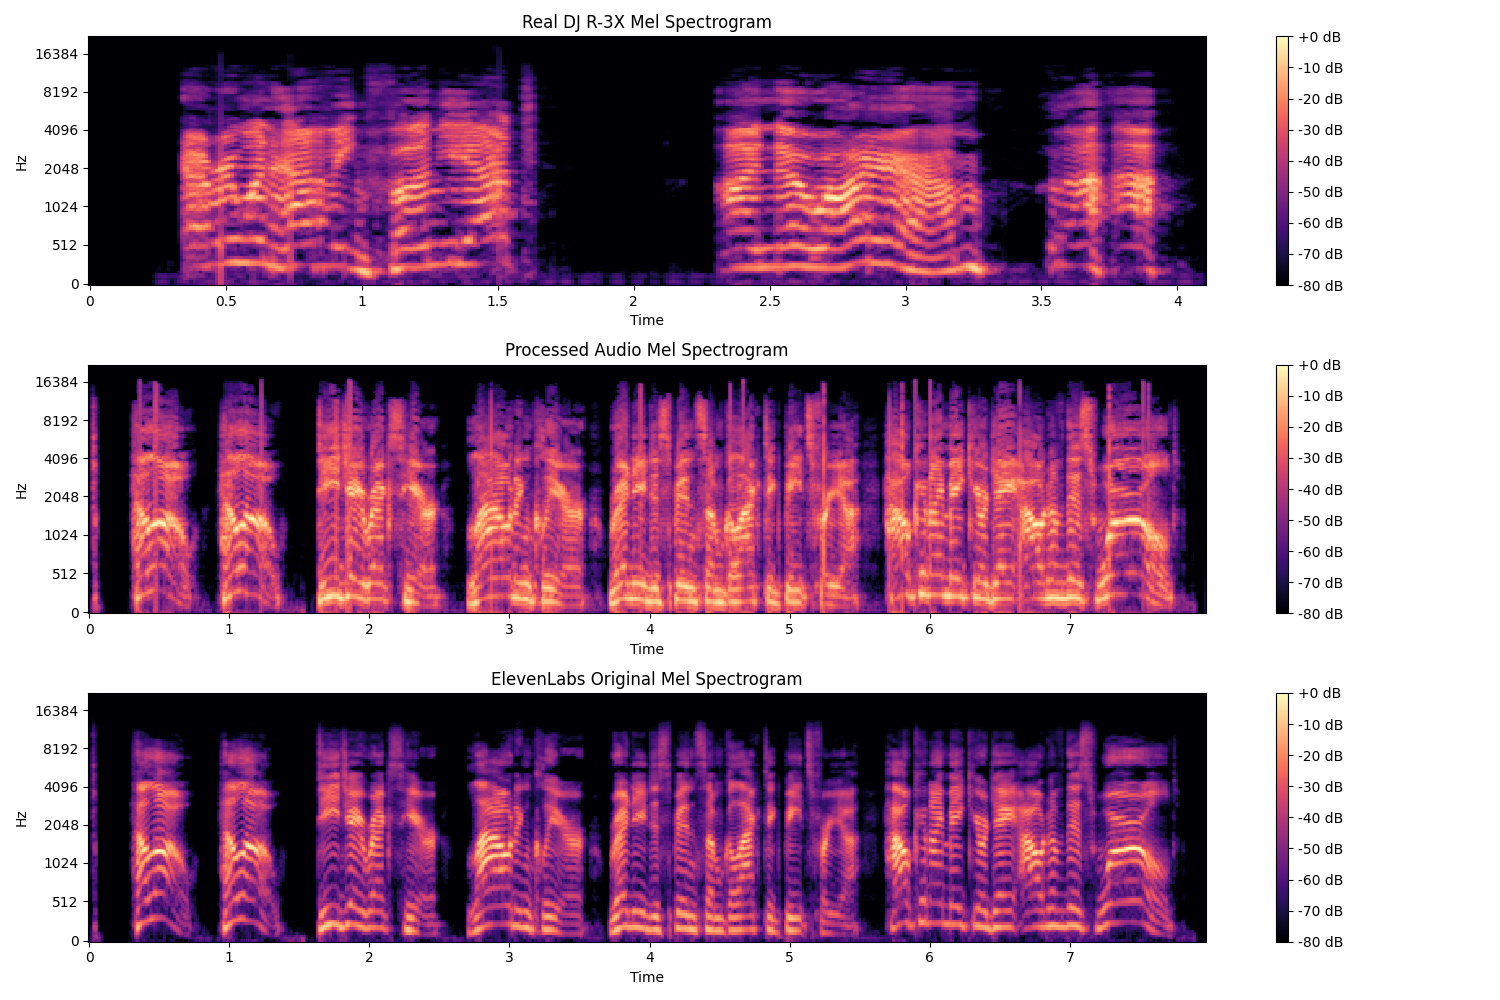 Real DJ R-3X Mel Spectrogram
16384
8192
4096
2048
1024
512
0
Hz
0 0.5 1 1.5 2 2.5 3 3.5 4
Time
+0 dB
-10 dB
-20 dB
-30 dB
-40 dB
-50 dB
-60 dB
-70 dB
-80 dB
Processed Audio Mel Spectrogram
16384
8192
4096
2048
1024
512
0
Hz
0 1 2 3 4 5 6 7
Time
+0 dB
-10 dB
-20 dB
-30 dB
-40 dB
-50 dB
-60 dB
-70 dB
-80 dB
ElevenLabs Original Mel Spectrogram
16384
8192
4096
2048
1024
512
0
Hz
0 1 2 3 4 5 6 7
Time
+0 dB
-10 dB
-20 dB
-30 dB
-40 dB
-50 dB
-60 dB
-70 dB
-80 dB